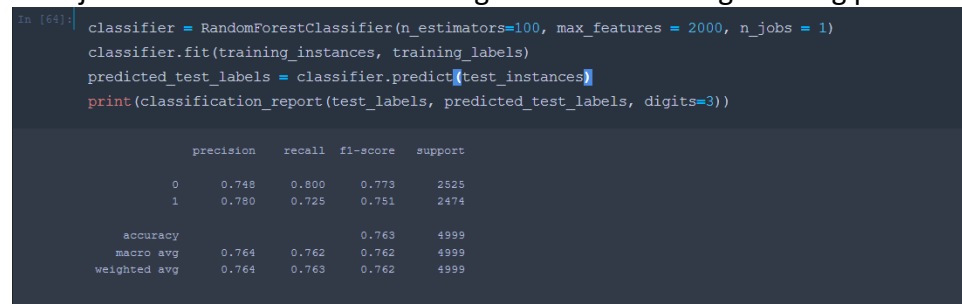 In [64]:
classifier = RandomForestClassifier(n_estimators=100, max_features = 2000, n_jobs = 1)
classifier.fit(training_instances, training_labels)
predicted_test_labels = classifier.predict(test_instances)
print(classification_report(test_labels, predicted_test_labels, digits=3))
precision recall f1-score support
0 0.748 0.800 0.773 2525
1 0.780 0.725 0.751 2474
accuracy 0.763 4999
macro avg 0.764 0.762 0.762 4999
weighted avg 0.764 0.763 0.762 4999